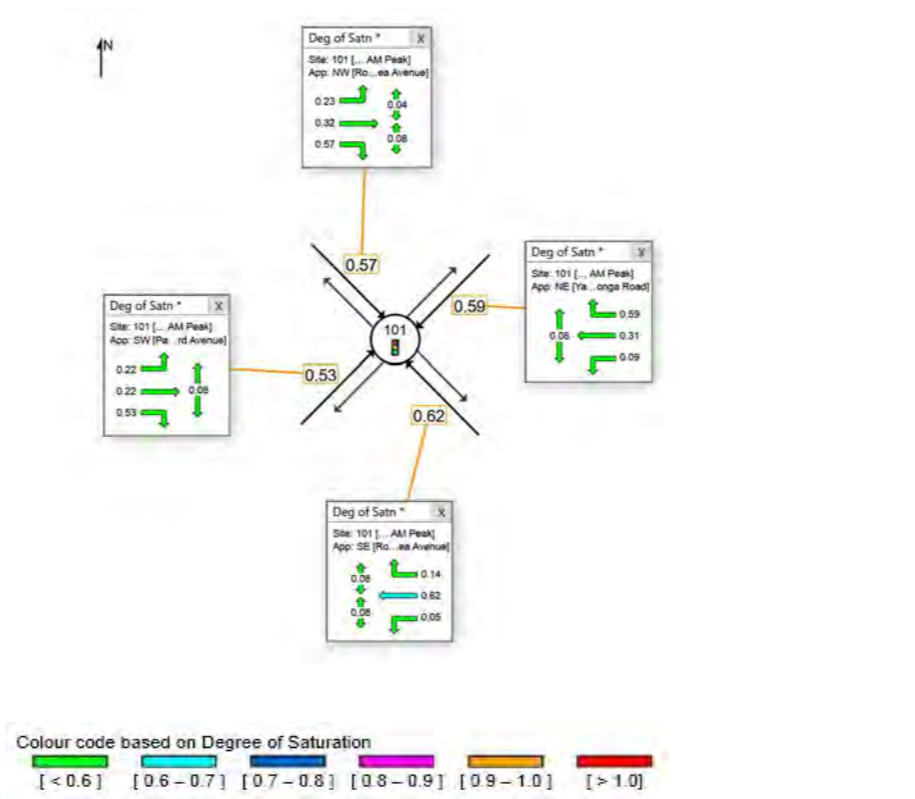 N
Deg of Satn * X
Site: 101 [... AM Peak]
App: NW [Ro...ea Avenue]
0.23
0.04
0.32
0.08
0.57
0.57
Deg of Satn * X
Site: 101 [... AM Peak]
App: NE [Ya...onga Road]
0.59
0.08
0.31
0.09
0.59
101
Deg of Satn * X
Site: 101 [... AM Peak]
App: SW [Pa...rd Avenue]
0.22
0.22
0.08
0.53
0.53
0.62
Deg of Satn * X
Site: 101 [... AM Peak]
App: SE [Ro...ea Avenue]
0.08
0.14
0.62
0.08
0.05
Colour code based on Degree of Saturation
[ < 0.6 ] [ 0.6 – 0.7 ] [ 0.7 – 0.8 ] [ 0.8 – 0.9 ] [ 0.9 – 1.0 ] [ > 1.0 ]